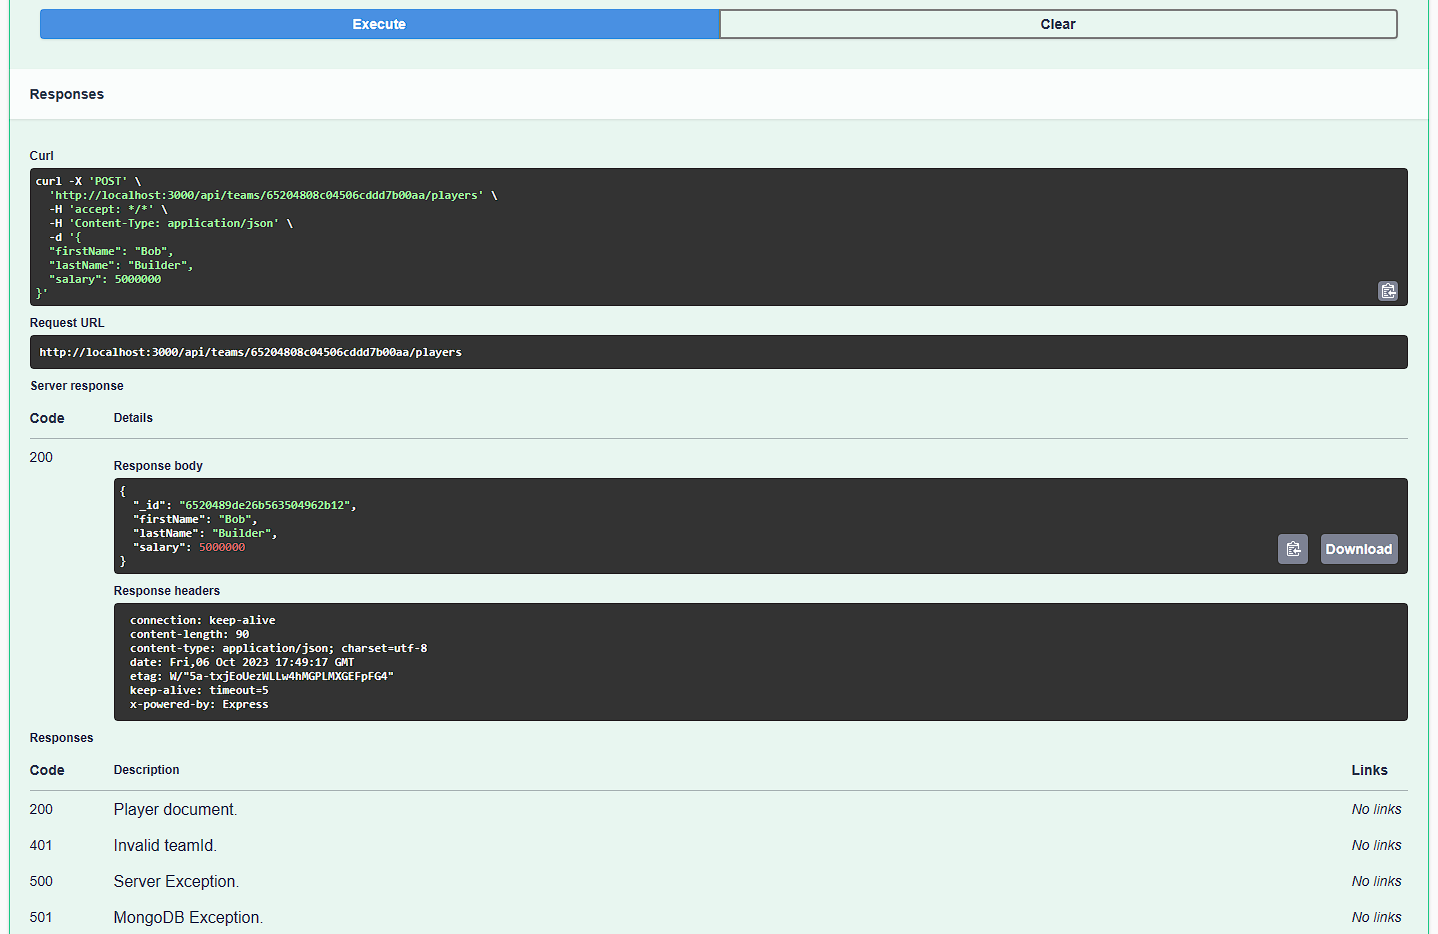 Execute
Clear
Responses
Curl
curl -X 'POST' \
'http://localhost:3000/api/teams/65204808c04506cddd7b00aa/players' \
-H 'accept: */*' \
-H 'Content-Type: application/json' \
-d '{
"firstName": "Bob",
"lastName": "Builder",
"salary": 5000000
}'
Request URL
http://localhost:3000/api/teams/65204808c04506cddd7b00aa/players
Server response
Code Details
200
Response body
{
"_id": "6520489de26b563504962b12",
"firstName": "Bob",
"lastName": "Builder",
"salary": 5000000
}
Download
Response headers
connection: keep-alive
content-length: 90
content-type: application/json; charset=utf-8
date: Fri,06 Oct 2023 17:49:17 GMT
etag: W/"5a-txjEoUezWLLw4hMGPLMXGEFpFG4"
keep-alive: timeout=5
x-powered-by: Express
Responses
Code Description Links
200 Player document. No links
401 Invalid teamId. No links
500 Server Exception. No links
501 MongoDB Exception. No links